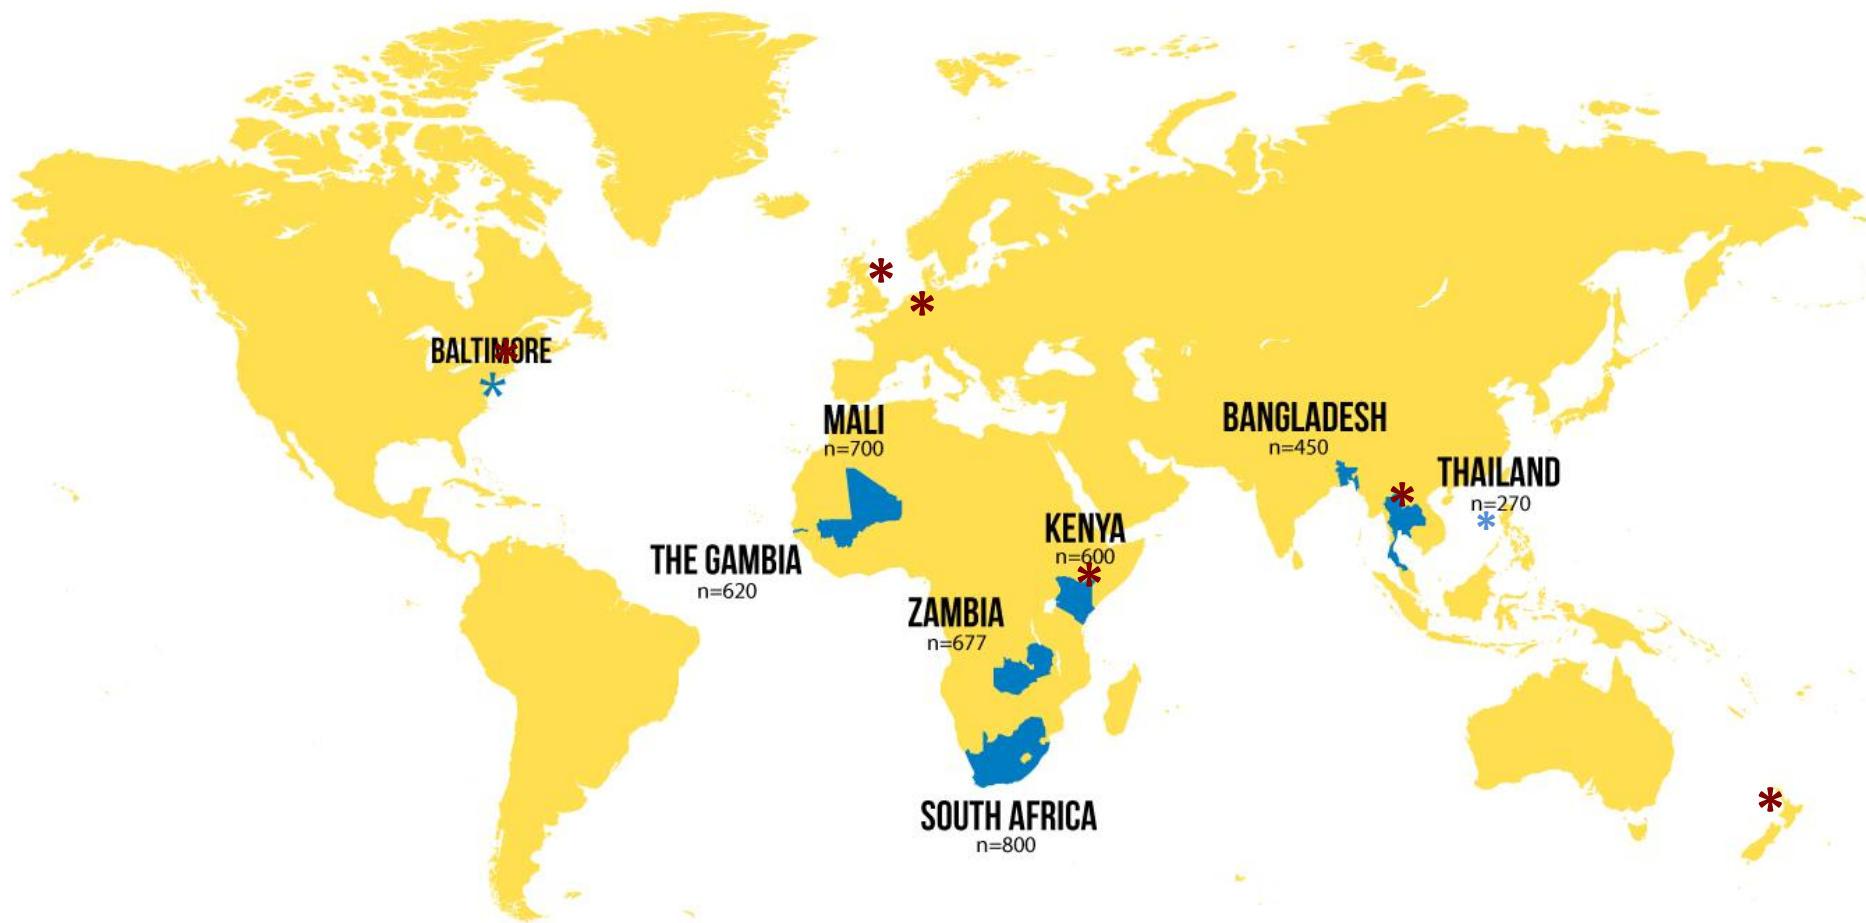 BALTIMORE
MALI
n=700
BANGLADESH
n=450
THAILAND
n=270
KENYA
n=600
THE GAMBIA
n=620
ZAMBIA
n=677
SOUTH AFRICA
n=800